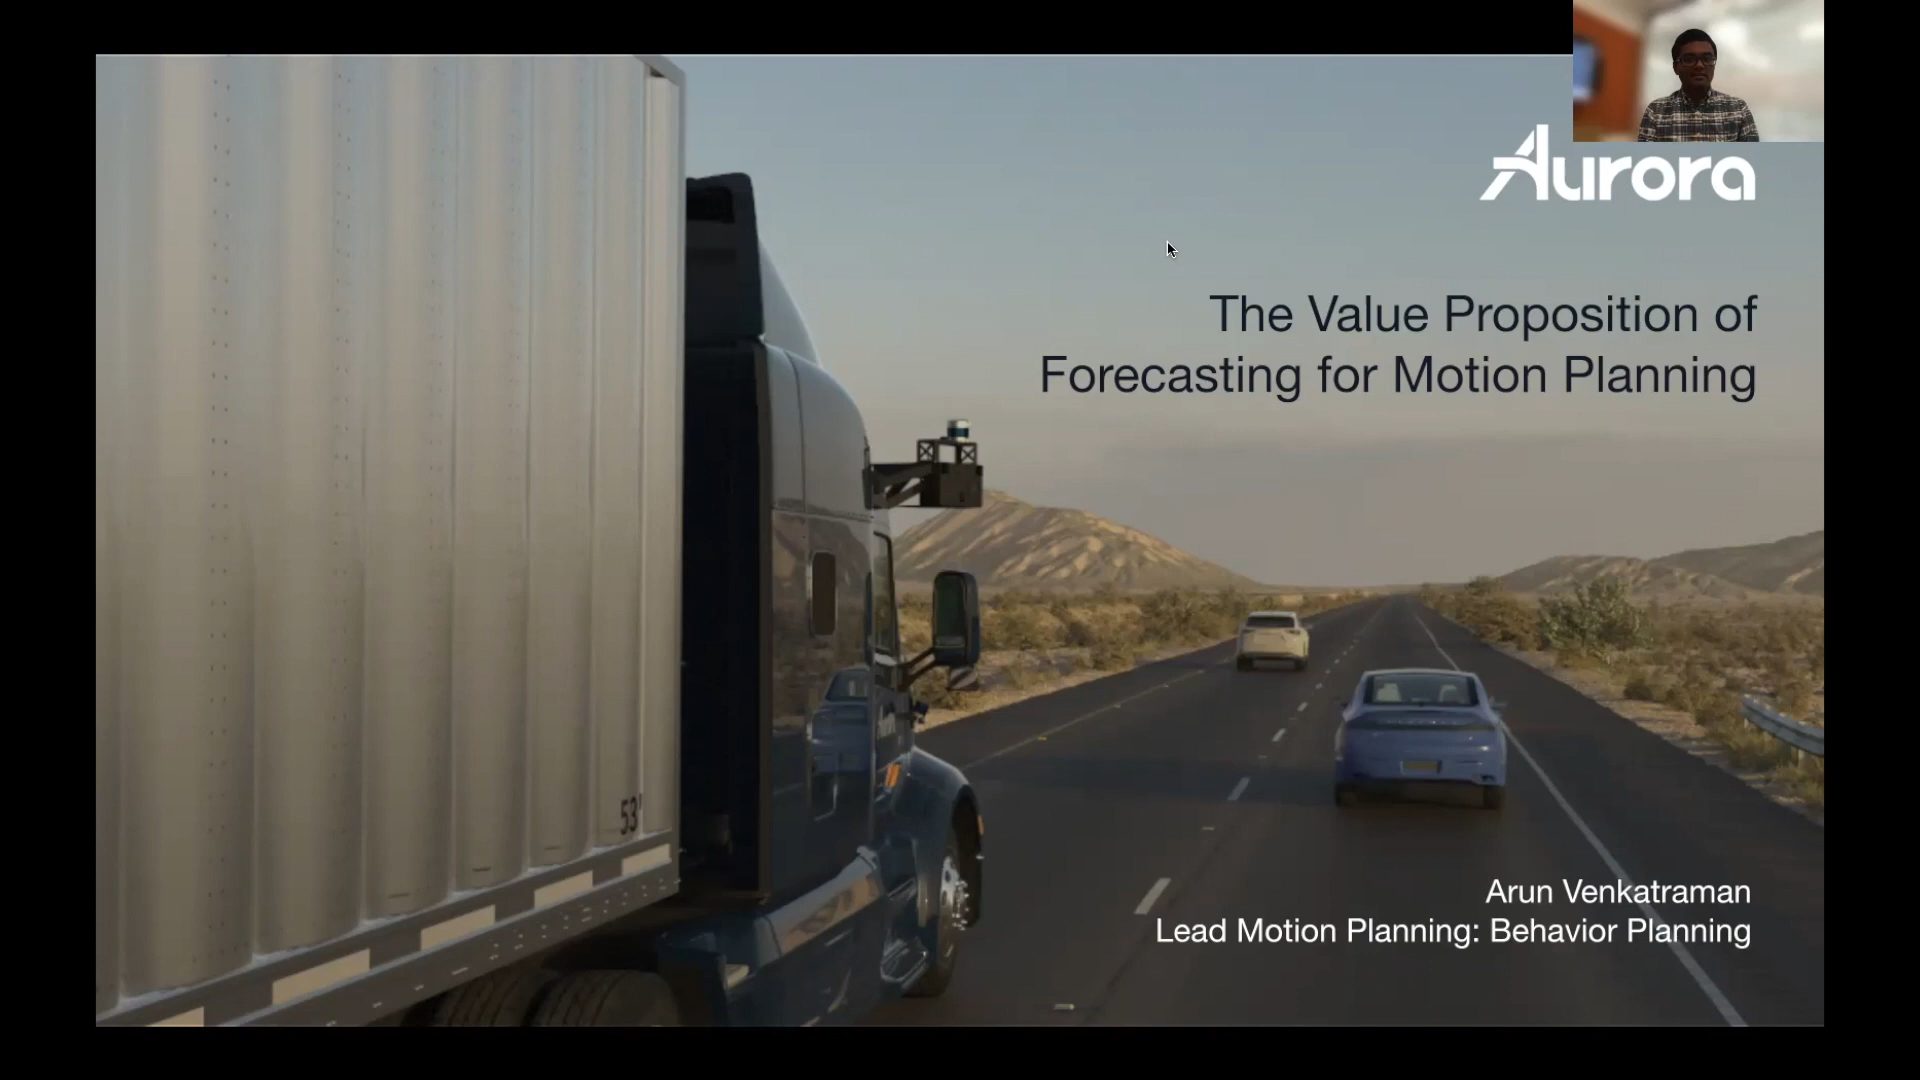 Aurora
The Value Proposition of
Forecasting for Motion Planning
53'
Arun Venkatraman
Lead Motion Planning: Behavior Planning